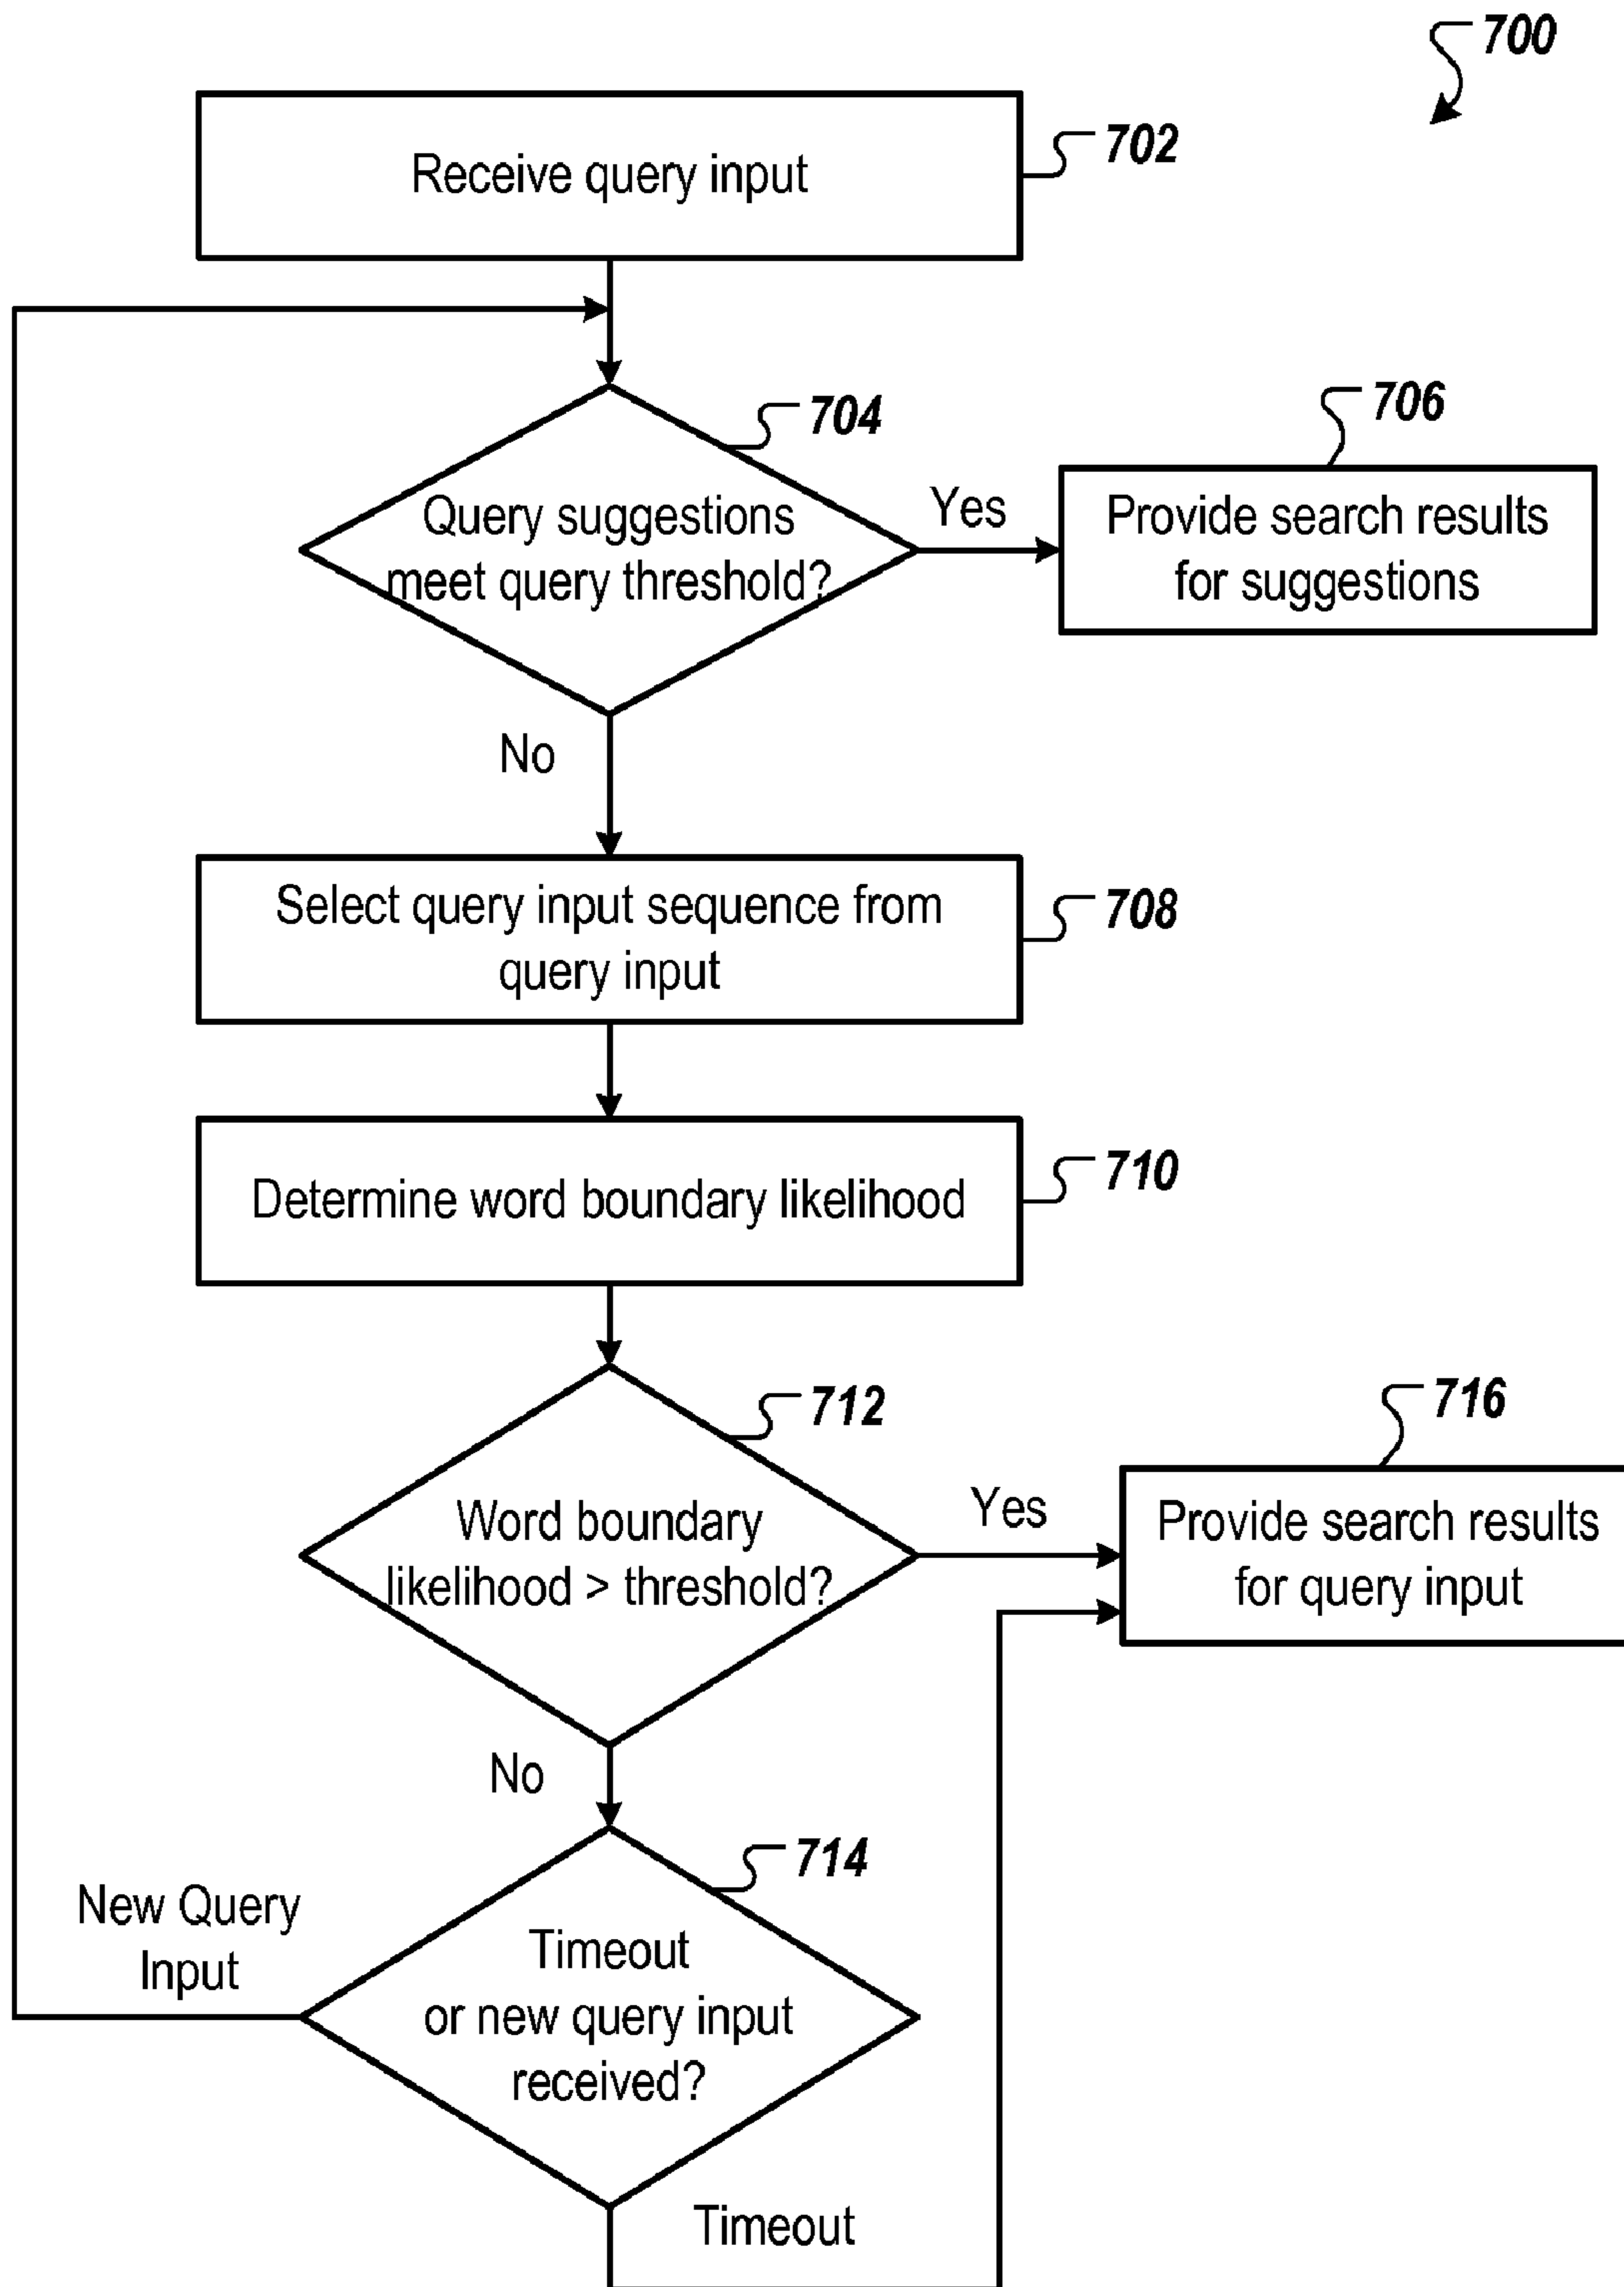 700
702
Receive query input
704
706
Query suggestions
meet query threshold?
Yes
Provide search results
for suggestions
No
708
Select query input sequence from
query input
710
Determine word boundary likelihood
712
716
Word boundary
likelihood > threshold?
Yes
Provide search results
for query input
No
714
New Query
Input
Timeout
or new query input
received?
Timeout